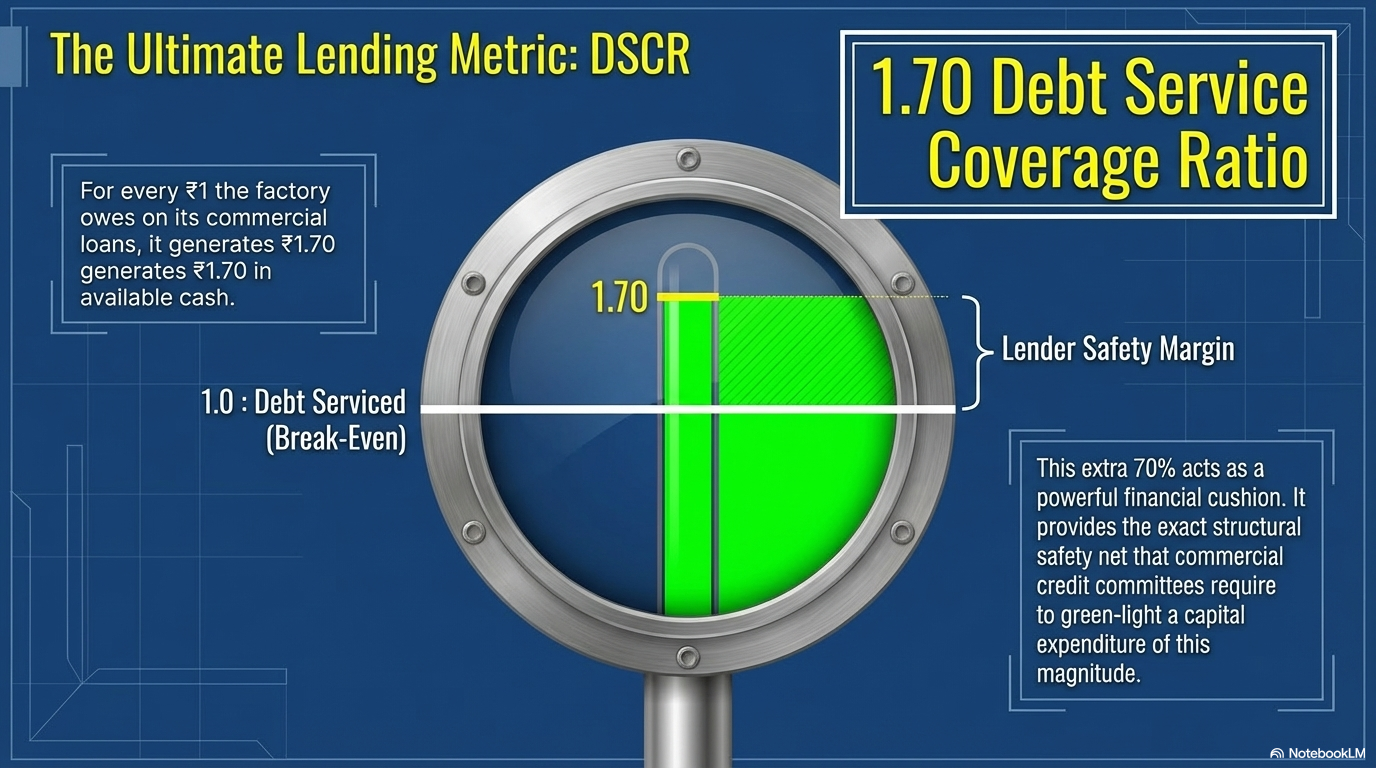 The Ultimate Lending Metric: DSCR
1.70 Debt Service
Coverage Ratio
For every ₹1 the factory
owes on its commercial
loans, it generates ₹1.70
generates ₹1.70 in
available cash.
1.70
Lender Safety Margin
1.0 : Debt Serviced
(Break-Even)
This extra 70% acts as a
powerful financial cushion. It
provides the exact structural
safety net that commercial
credit committees require
to green-light a capital
expenditure of this
magnitude.
NotebookLM